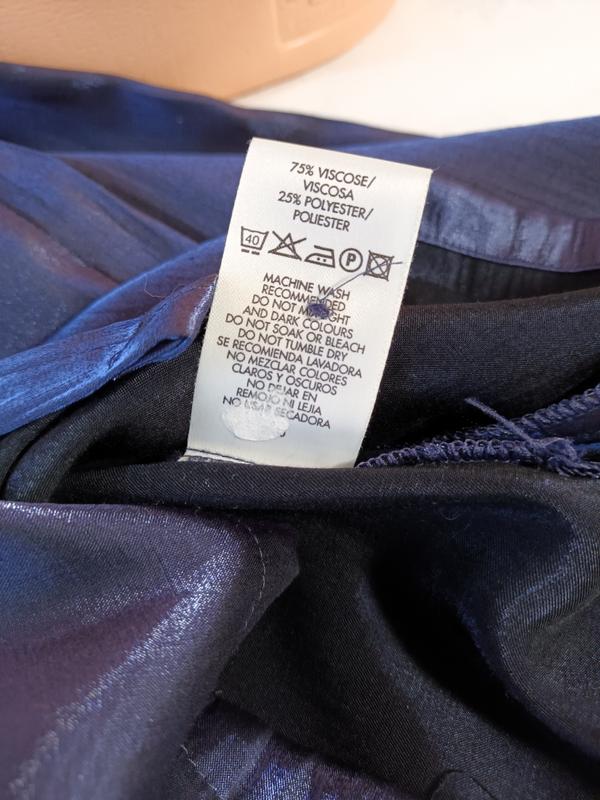 75% VISCOSE/
VISCOSA
25% POLYESTER/
POLIESTER
40 P
MACHINE WASH
RECOMMENDED
DO NOT GHT
AND DARK COLOURS
DO NOT SOAK OR BLEACH
DO NOT TUMBLE DRY
SE RECOMIENDA LAVADORA
NO MEZCLAR COLORES
CLAROS Y OSCUROS
NO DEJAR EN
REMOJO NI LEJIA
NO USAR SECADORA